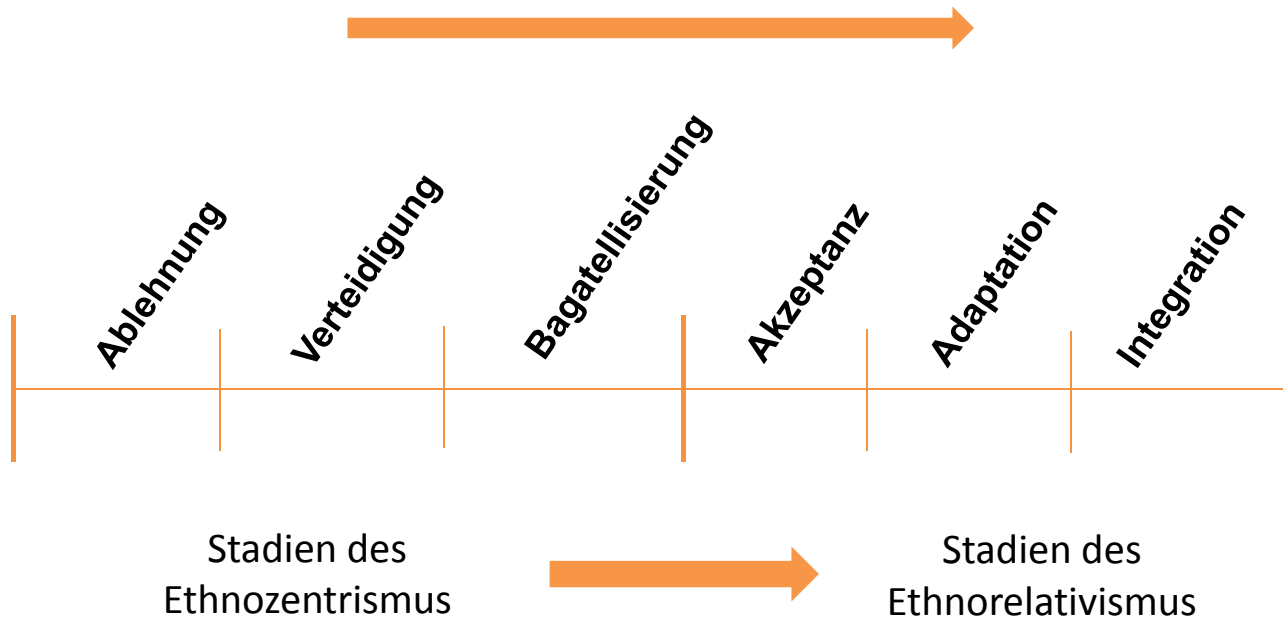 Ablehnung
Verteidigung
Bagatellisierung
Akzeptanz
Adaptation
Integration
Stadien des
Ethnozentrismus
Stadien des
Ethnorelativismus